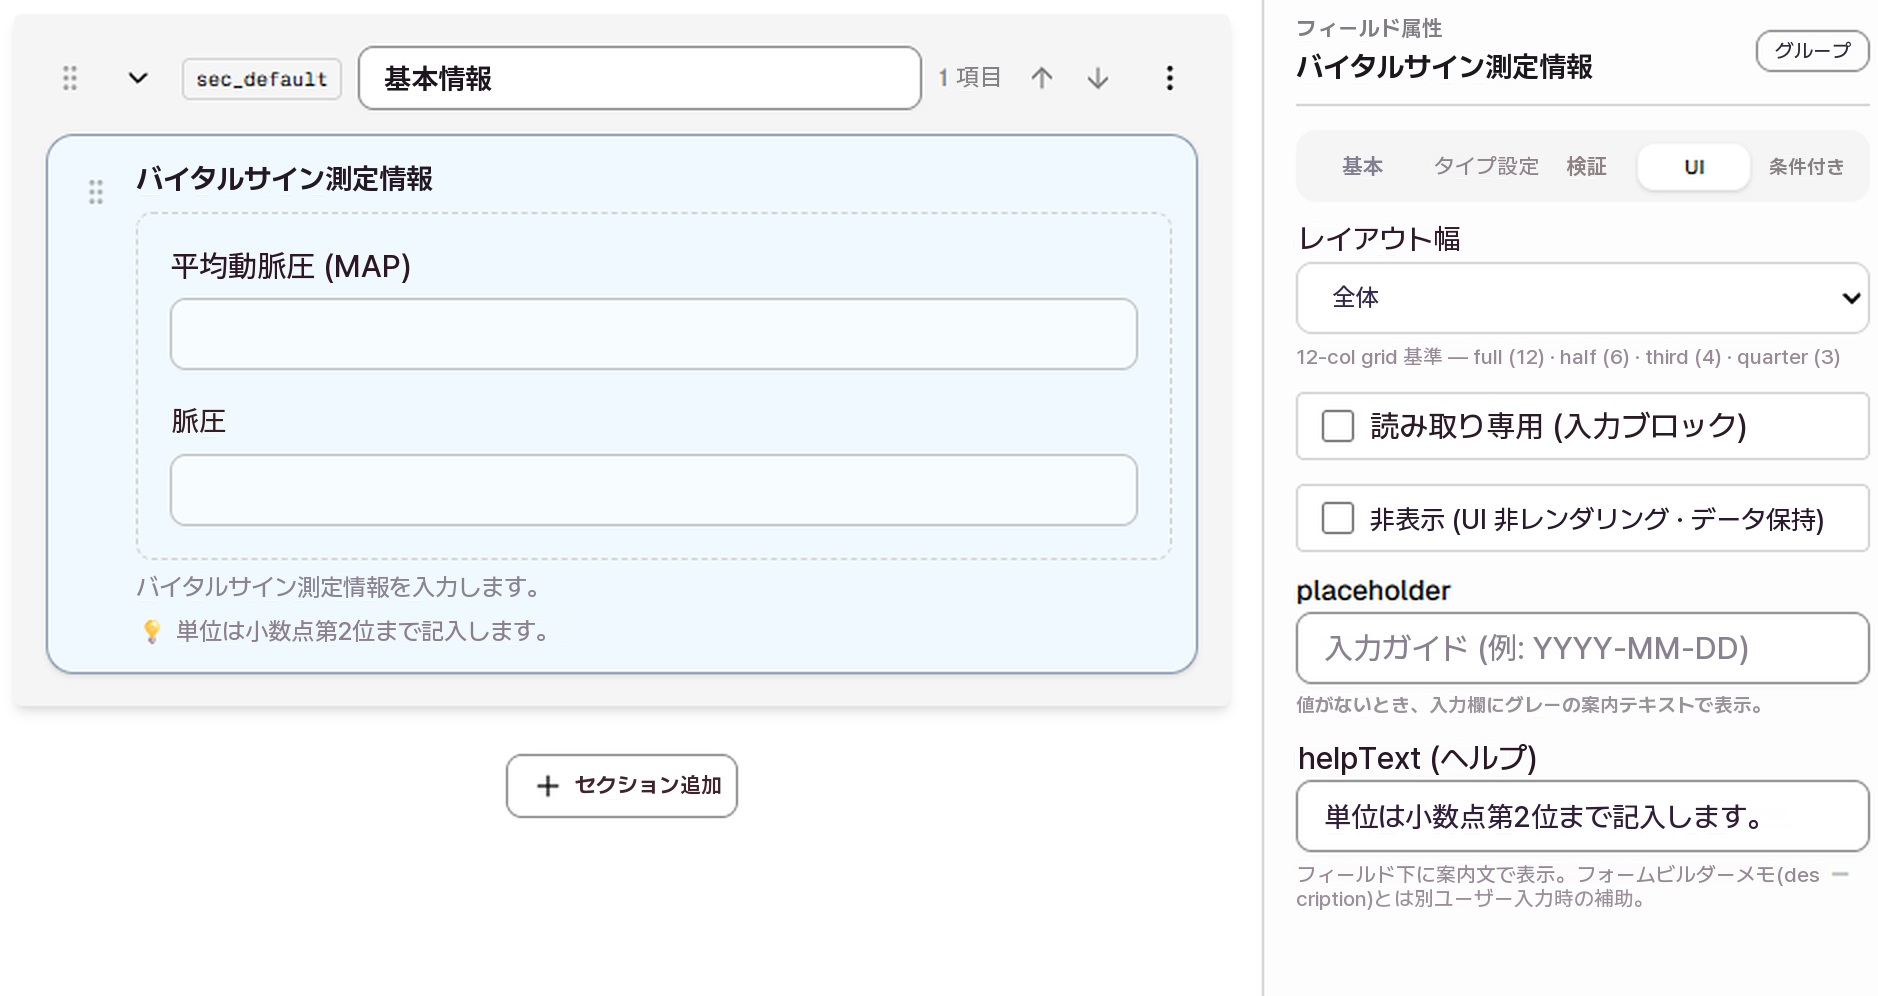 sec_default
基本情報
1 項目
バイタルサイン測定情報
平均動脈圧 (MAP)
脈圧
バイタルサイン測定情報を入力します。
💡 単位は小数点第2位まで記入します。
セクション追加
フィールド属性
バイタルサイン測定情報
グループ
基本 タイプ設定 検証 UI 条件付き
レイアウト幅
全体
12-col grid 基準 — full (12) · half (6) · third (4) · quarter (3)
読み取り専用 (入力ブロック)
非表示 (UI 非レンダリング · データ保持)
placeholder
入力ガイド (例: YYYY-MM-DD)
値がないとき、入力欄にグレーの案内テキストで表示。
helpText (ヘルプ)
単位は小数点第2位まで記入します。
フィールド下に案内文で表示。フォームビルダーメモ(des —
cription)とは別ユーザー入力時の補助。